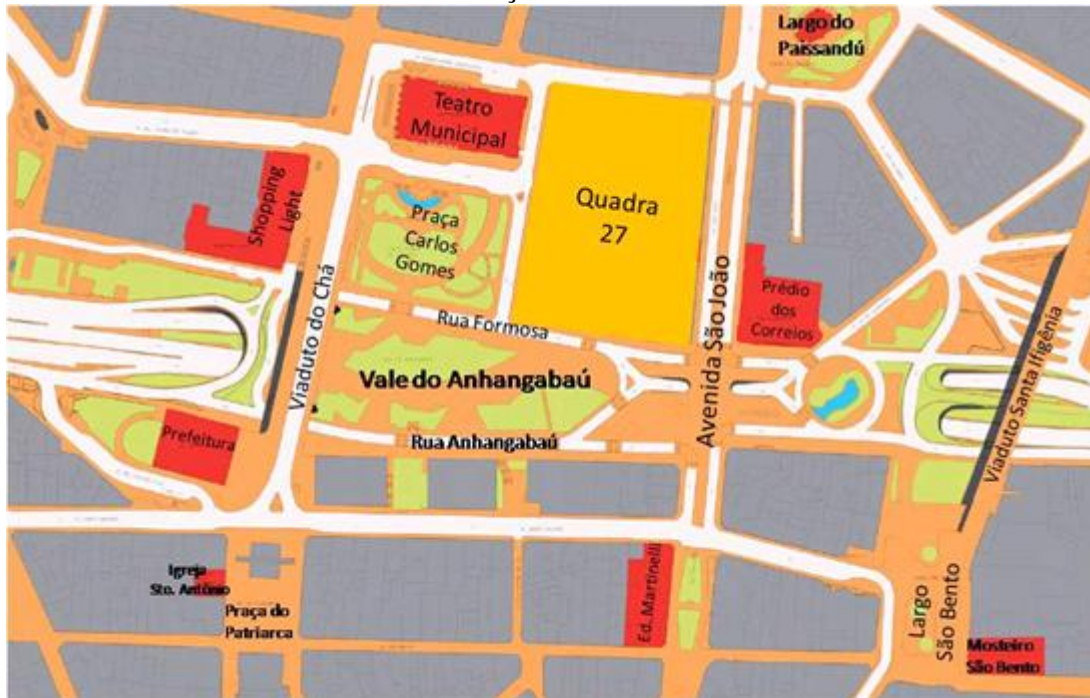 Largo do
Paissandú
Teatro
Municipal
Quadra
27
Shopping
Light
Praça
Carlos
Gomes
Viaduto do Chá
Rua Formosa
Avenida São João
Prédio
dos
Correios
Viaduto Santa Ifigênia
Vale do Anhangabaú
Prefeitura
Rua Anhangabaú
Igreja
Sto. Antônio
Praça do
Patriarca
Ed. Martinelli
Largo
São Bento
Mosteiro
São Bento